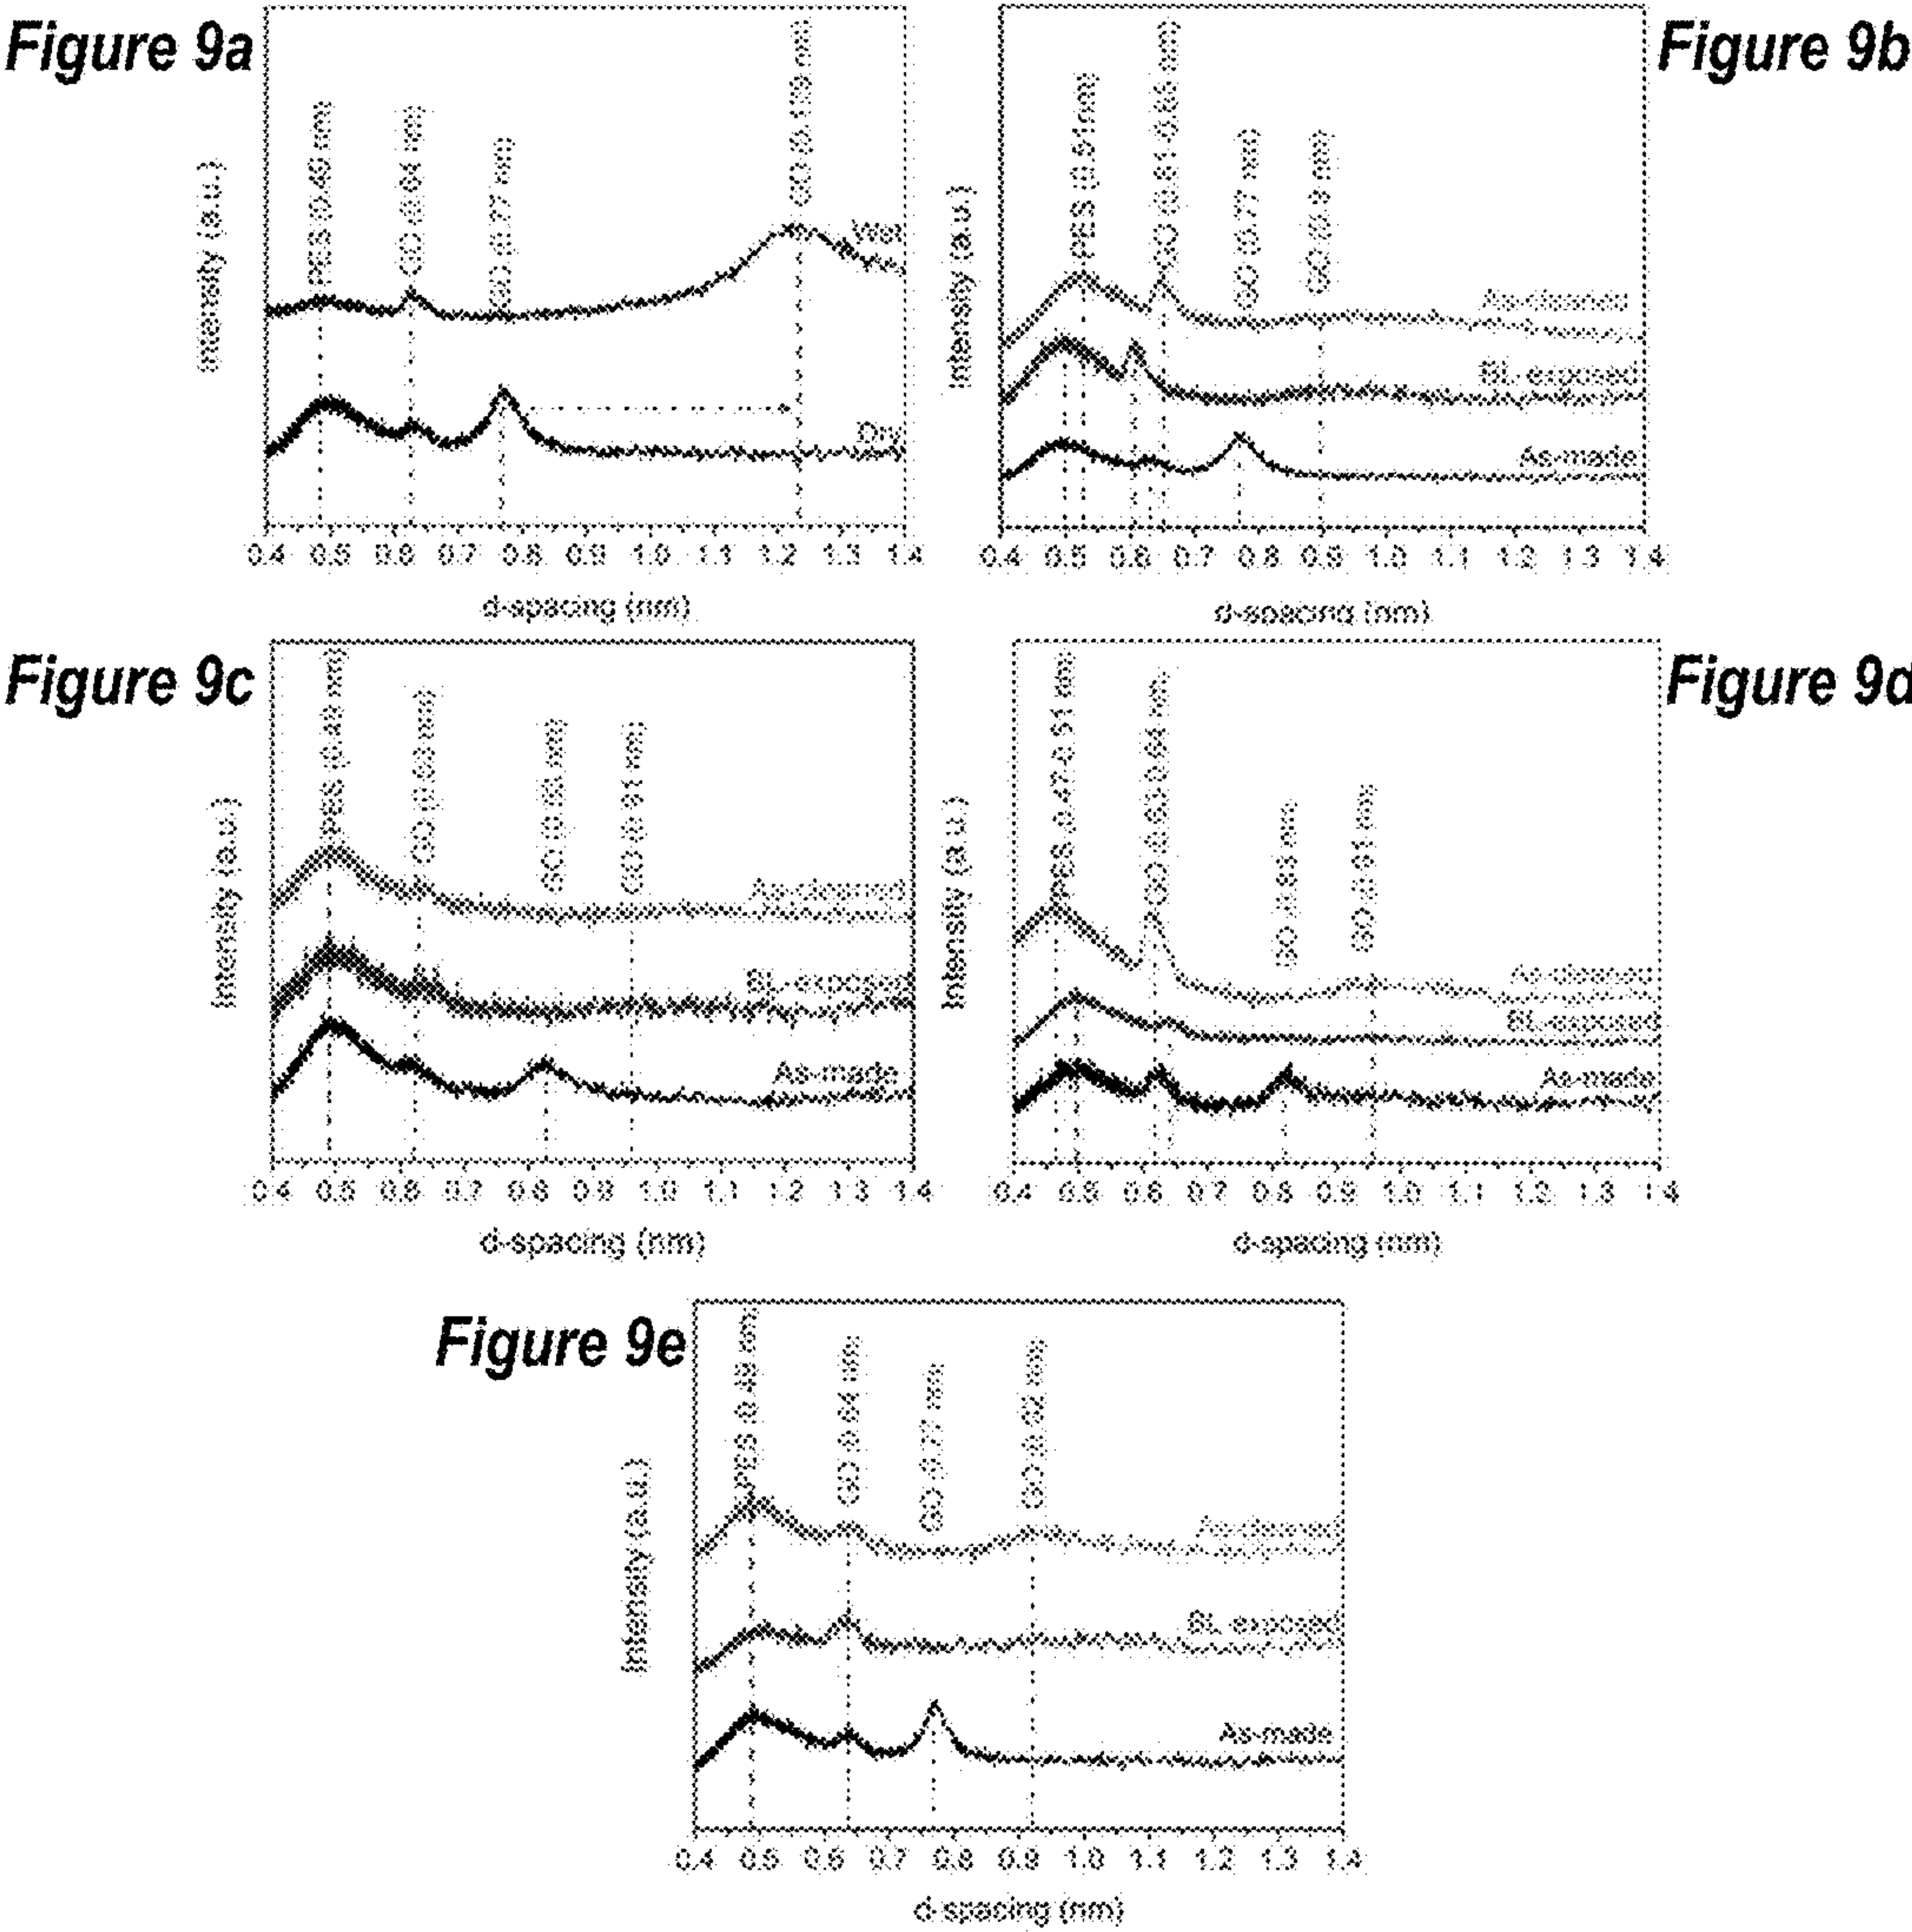 Figure 9a
Intensity (a.u.)
PES (0.49 nm)
GO (0.64 nm)
GO (0.77 nm)
Wet
Dry
0.4 0.5 0.6 0.7 0.8 0.9 1.0 1.1 1.2 1.3 1.4
d-spacing (nm)
Figure 9b
Intensity (a.u.)
PES (0.51nm)
GO (0.77 nm)
GO (0.9 nm)
As-cleaned
BL-exposed
As-made
0.4 0.5 0.6 0.7 0.8 0.9 1.0 1.1 1.2 1.3 1.4
d-spacing (nm)
Figure 9c
Intensity (a.u.)
PES (0.49 nm)
GO (0.63 nm)
GO (0.83 nm)
GO (0.91 nm)
As-cleaned
BL-exposed
As-made
0.4 0.5 0.6 0.7 0.8 0.9 1.0 1.1 1.2 1.3 1.4
d-spacing (nm)
Figure 9d
Intensity (a.u.)
PES (0.47-0.51 nm)
GO (0.63-0.64 nm)
GO (0.83 nm)
GO (0.91 nm)
As-cleaned
BL-exposed
As-made
0.4 0.5 0.6 0.7 0.8 0.9 1.0 1.1 1.2 1.3 1.4
d-spacing (nm)
Figure 9e
Intensity (a.u.)
PES (0.49 nm)
GO (0.64 nm)
GO (0.77 nm)
GO (0.92 nm)
As-cleaned
BL exposed
As-made
0.4 0.5 0.6 0.7 0.8 0.9 1.0 1.1 1.2 1.3 1.4
d-spacing (nm)